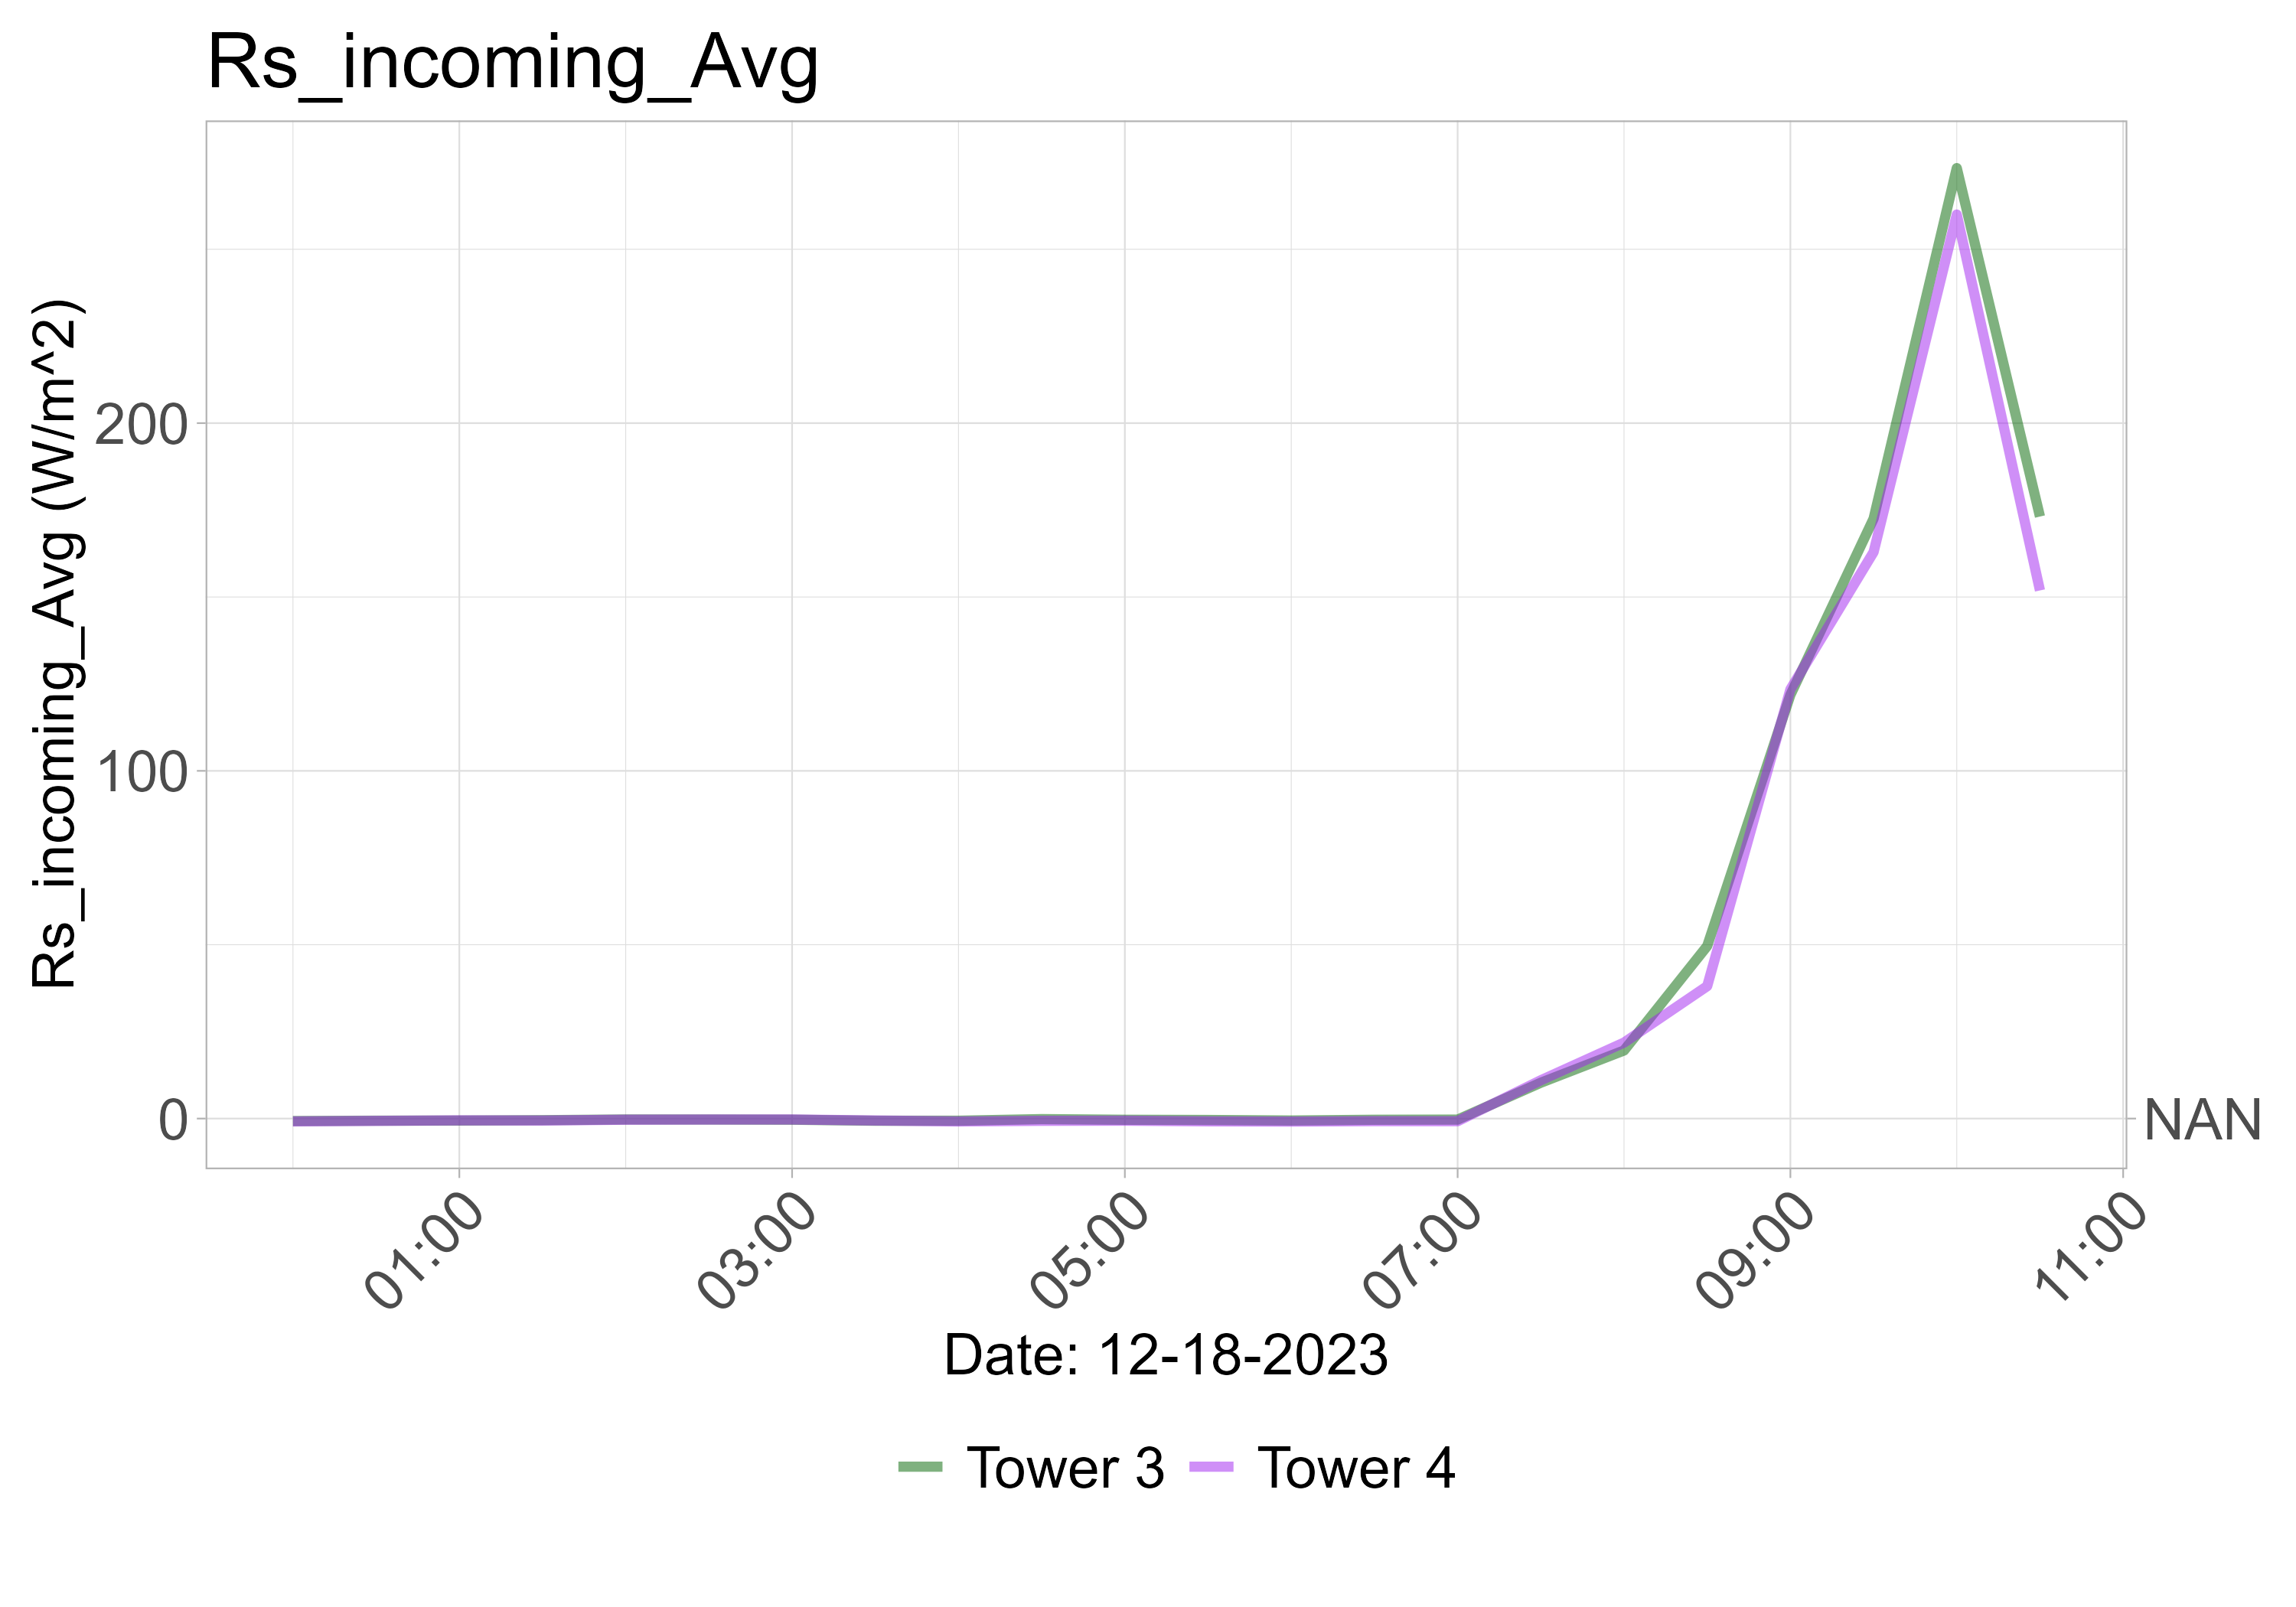 Rs_incoming_Avg
Rs_incoming_Avg (W/m^2)
200
100
0
NAN
01:00
03:00
05:00
07:00
09:00
11:00
Date: 12-18-2023
Tower 3
Tower 4